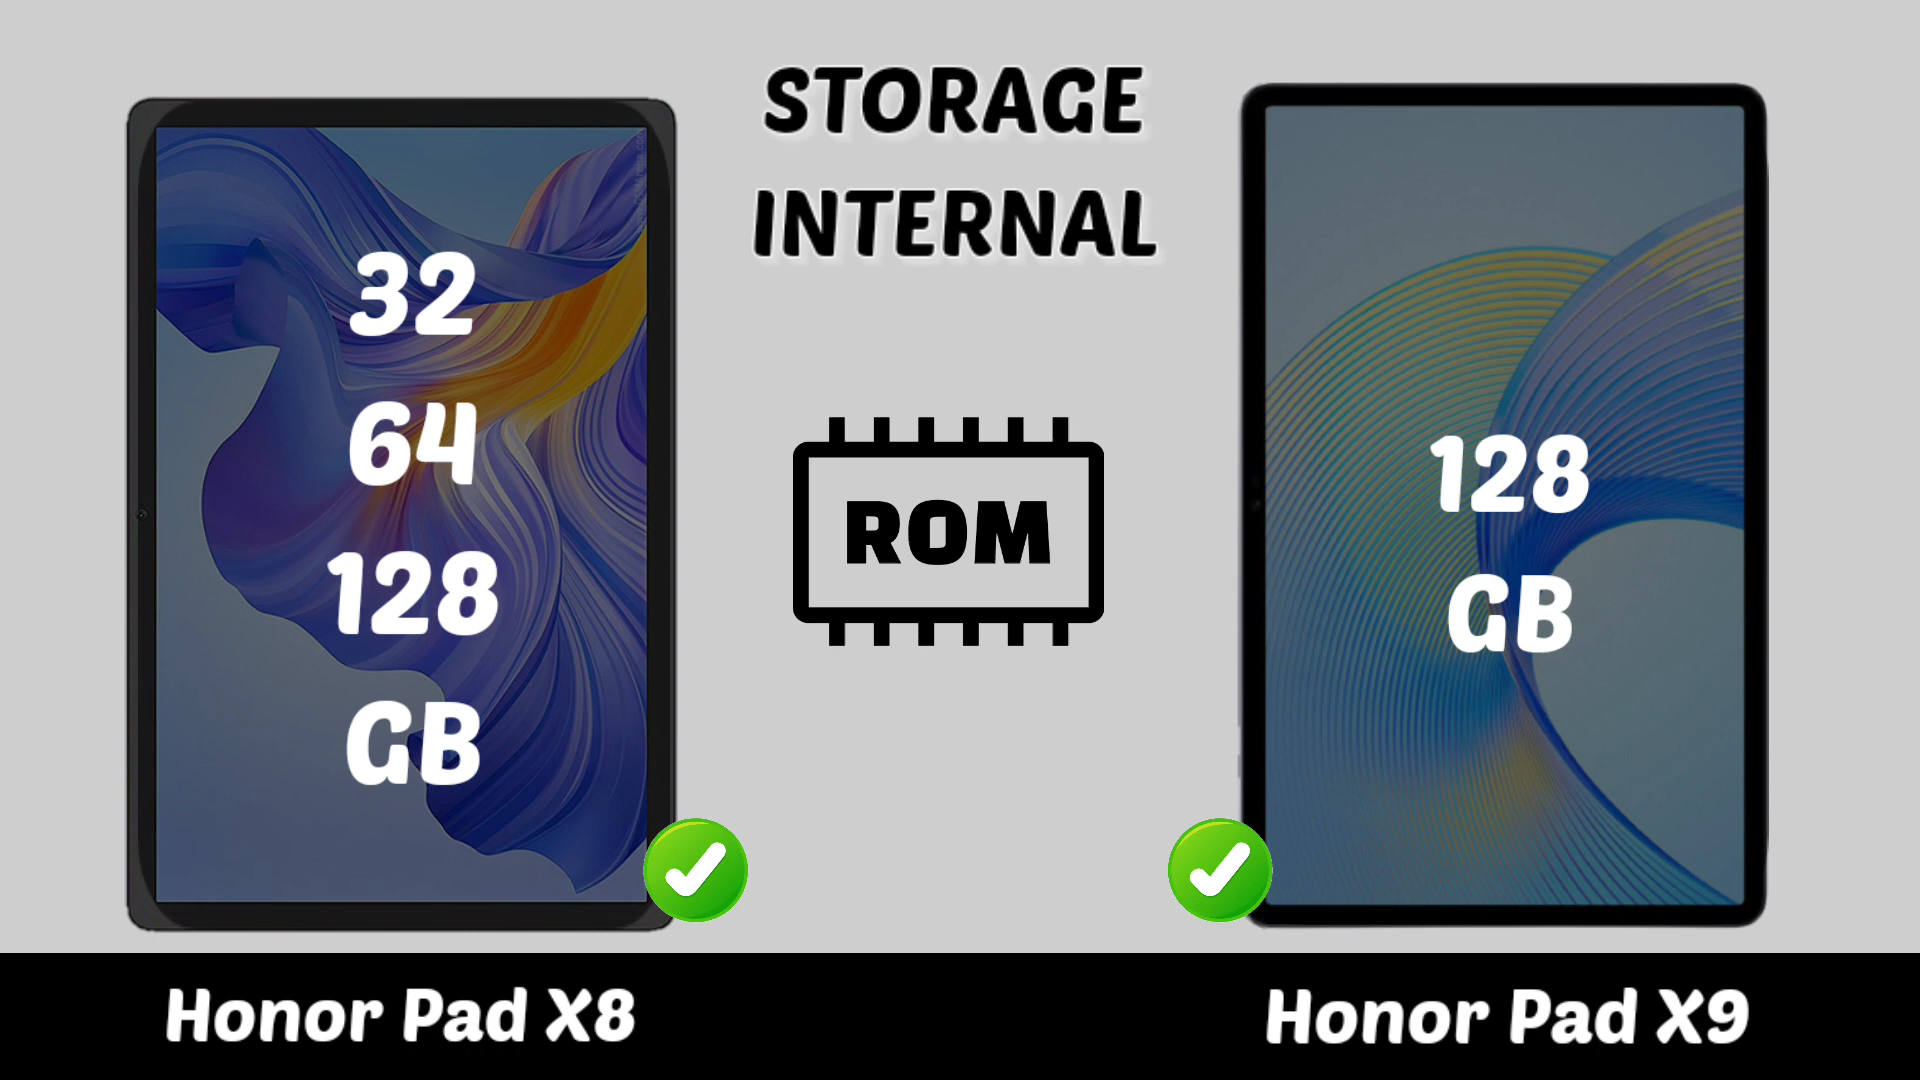 STORAGE
INTERNAL
32
64
128
GB
ROM
128
GB
Honor Pad X8
Honor Pad X9